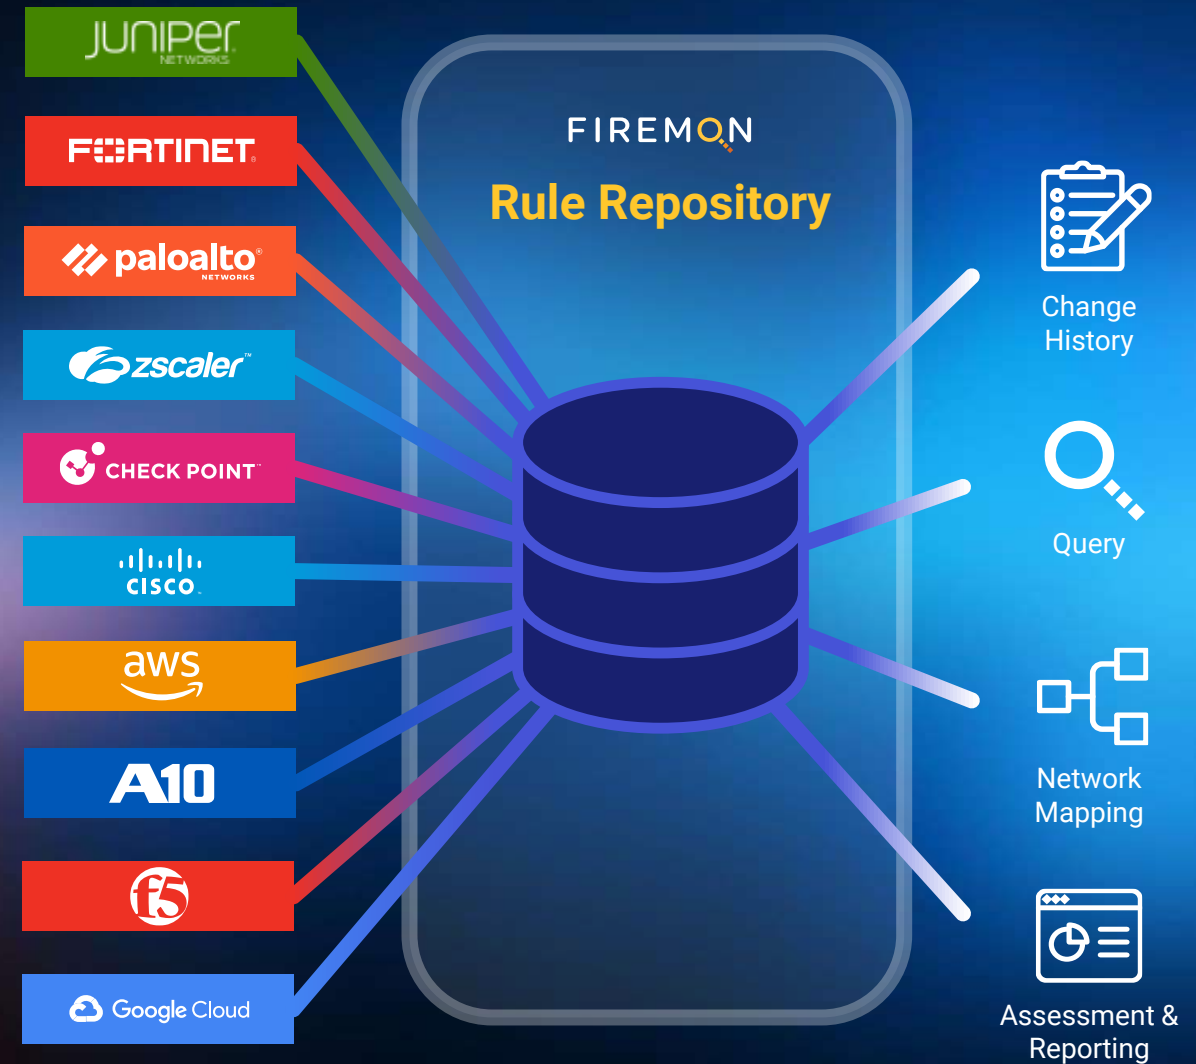 JUNIPER
NETWORKS
FORTINET
paloalto
NETWORKS
zscaler
CHECK POINT
CISCO
aws
A10
f5
Google Cloud
FIREMON
Rule Repository
Change
History
Query
Network
Mapping
Assessment &
Reporting